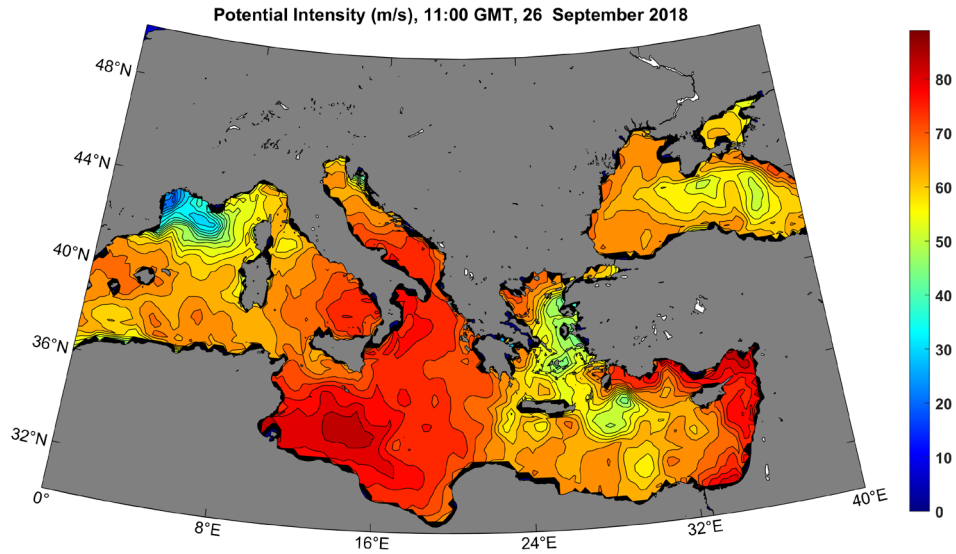 Potential Intensity (m/s), 11:00 GMT, 26 September 2018
48°N
44°N
40°N
36°N
32°N
0°
8°E
16°E
24°E
32°E
40°E
80
70
60
50
40
30
20
10
0